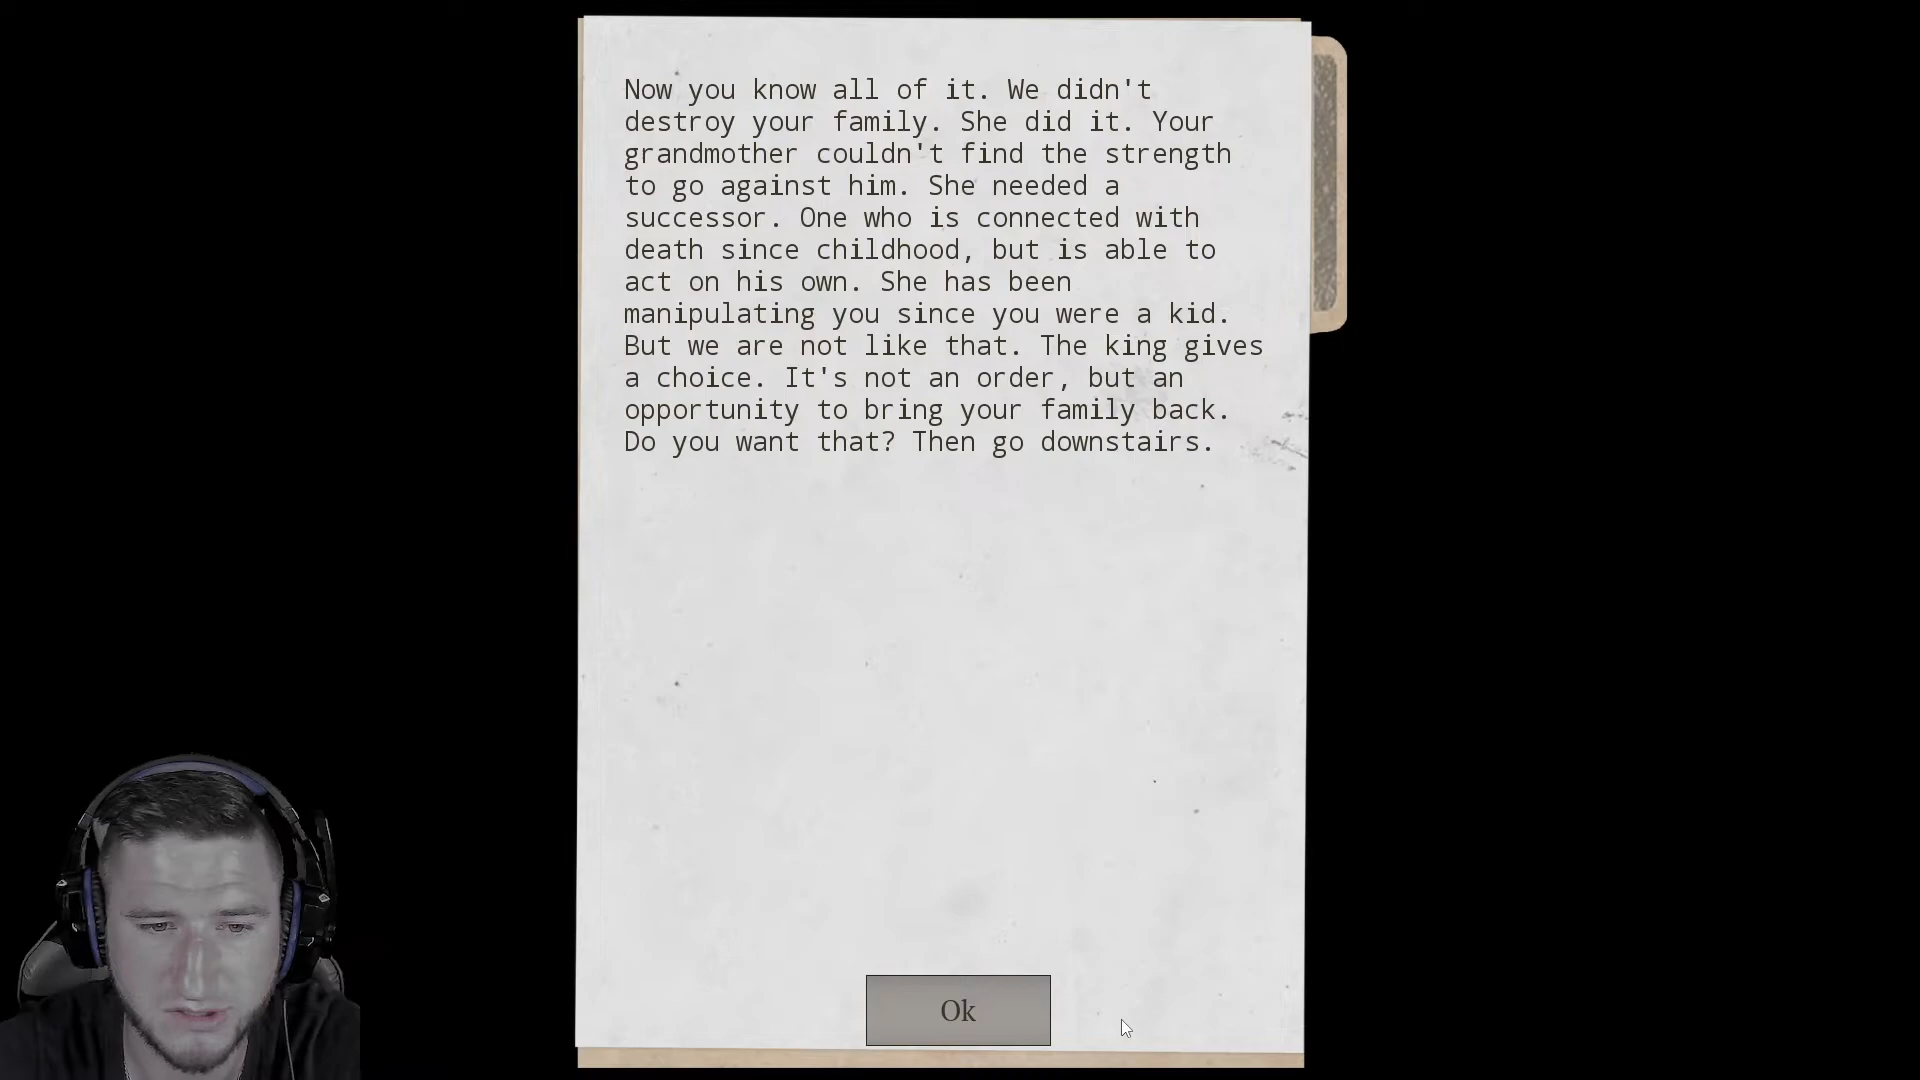 Now you know all of it. We didn't
destroy your family. She did it. Your
grandmother couldn't find the strength
to go against him. She needed a
successor. One who is connected with
death since childhood, but is able to
act on his own. She has been
manipulating you since you were a kid.
But we are not like that. The king gives
a choice. It's not an order, but an
opportunity to bring your family back.
Do you want that? Then go downstairs.
Ok